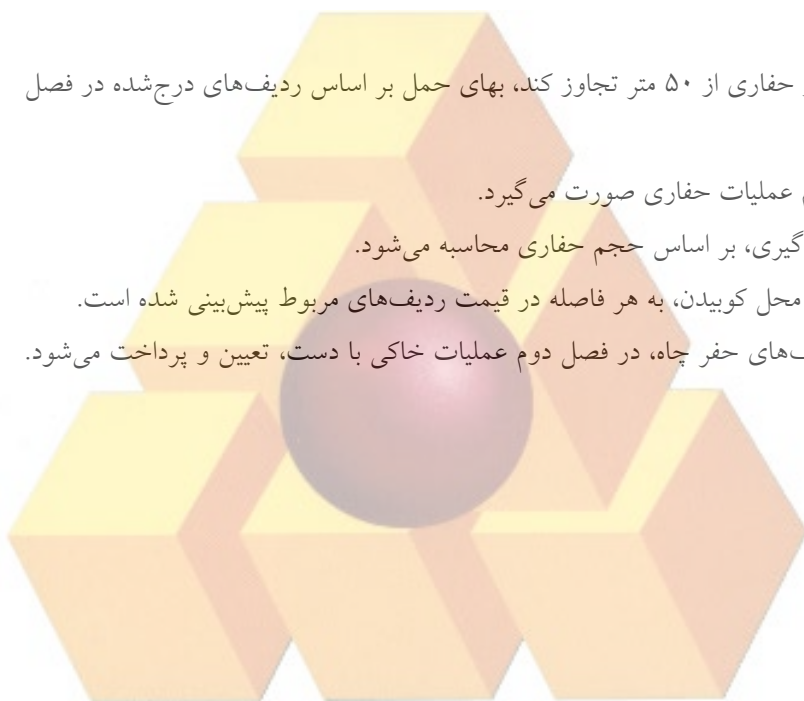 حفاری از ۵۰ متر تجاوز کند، بهای حمل بر اساس ردیف‌های درج‌شده در فصل
عملیات حفاری صورت می‌گیرد.
گیری، بر اساس حجم حفاری محاسبه می‌شود.
محل کوبیدن، به هر فاصله در قیمت ردیف‌های مربوط پیش‌بینی شده است.
ف‌های حفر چاه، در فصل دوم عملیات خاکی با دست، تعیین و پرداخت می‌شود.